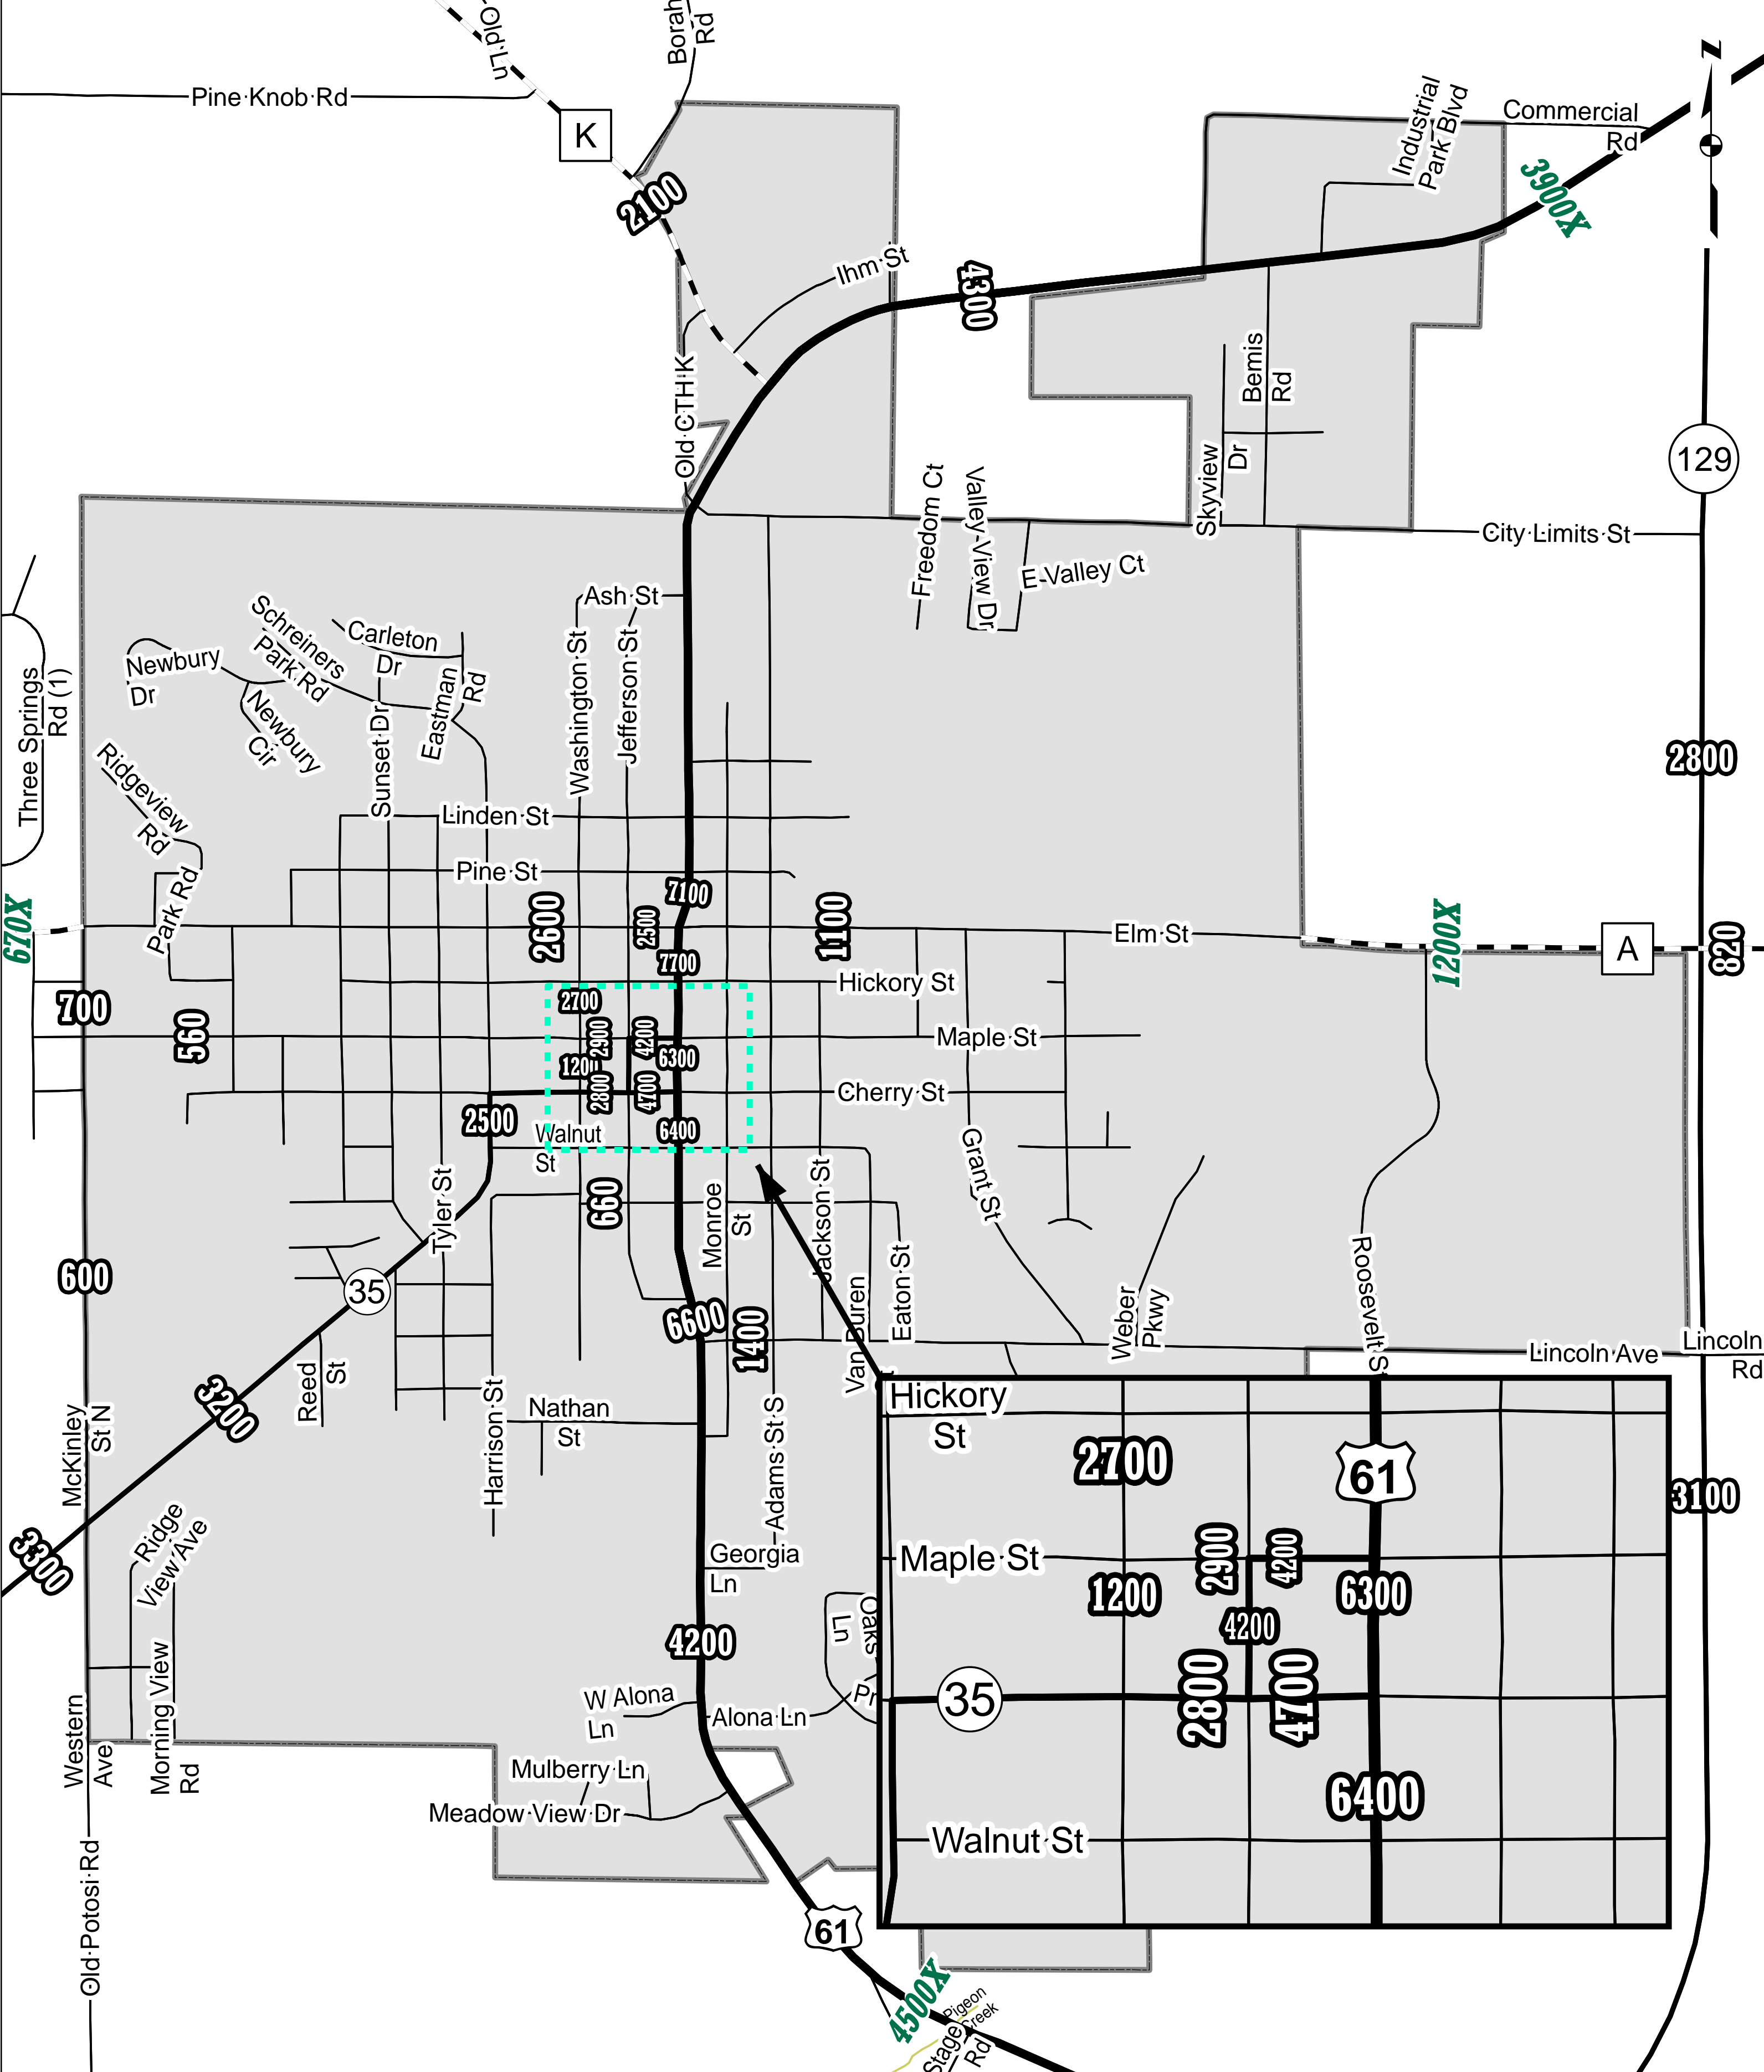 Old Ln
Borah
Rd
Pine Knob Rd
K
2100
Industrial
Park Blvd
Commercial
Rd
3900X
Ihm St
4300
Old CTH K
Bemis
Rd
Skyview
Dr
129
Freedom Ct
Valley View Dr
E Valley Ct
City Limits St
Ash St
Washington St
Jefferson St
Schreiners
Park Rd
Carleton
Dr
Newbury
Dr
Newbury
Cir
Eastman
Rd
Sunset Dr
Three Springs
Rd (1)
Ridgeview
Rd
2800
Linden St
Pine St
Park Rd
670X
7100
2600
2500
1100
7700
Elm St
1200X
A
820
Hickory St
2700
700
560
2900
4200
6300
Maple St
1200
2800
4700
Cherry St
2500
6400
Walnut
St
Tyler St
660
Monroe
St
Jackson St
Grant St
600
35
Van Buren
Eaton St
Weber
Pkwy
Roosevelt St
6600
1400
Lincoln Ave
Lincoln
Rd
Reed
St
3200
McKinley
St N
Harrison St
Nathan
St
Adams St S
3300
Ridge
View Ave
Georgia
Ln
Oaks
Ln
4200
Pr
Western
Ave
Morning View
Rd
W Alona
Ln
Alona Ln
Mulberry Ln
Meadow View Dr
Old Potosi Rd
61
4500X
Pigeon
Creek
Stage
Rd
3100
Hickory
St
2700
61
Maple St
2900
4200
1200
6300
4200
35
2800
4700
6400
Walnut St